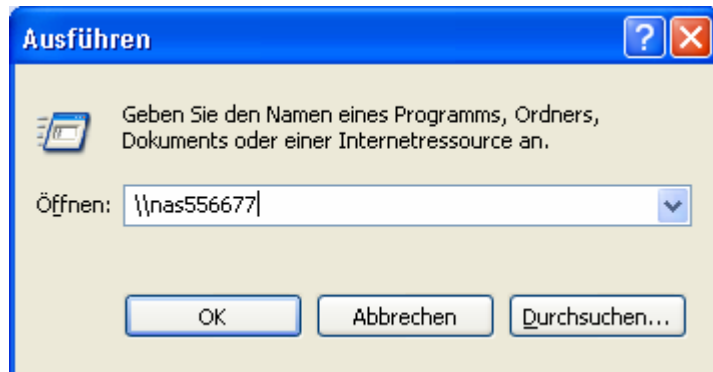 Ausführen
Geben Sie den Namen eines Programms, Ordners,
Dokuments oder einer Internetressource an.
Öffnen: \\nas556677
OK Abbrechen Durchsuchen...